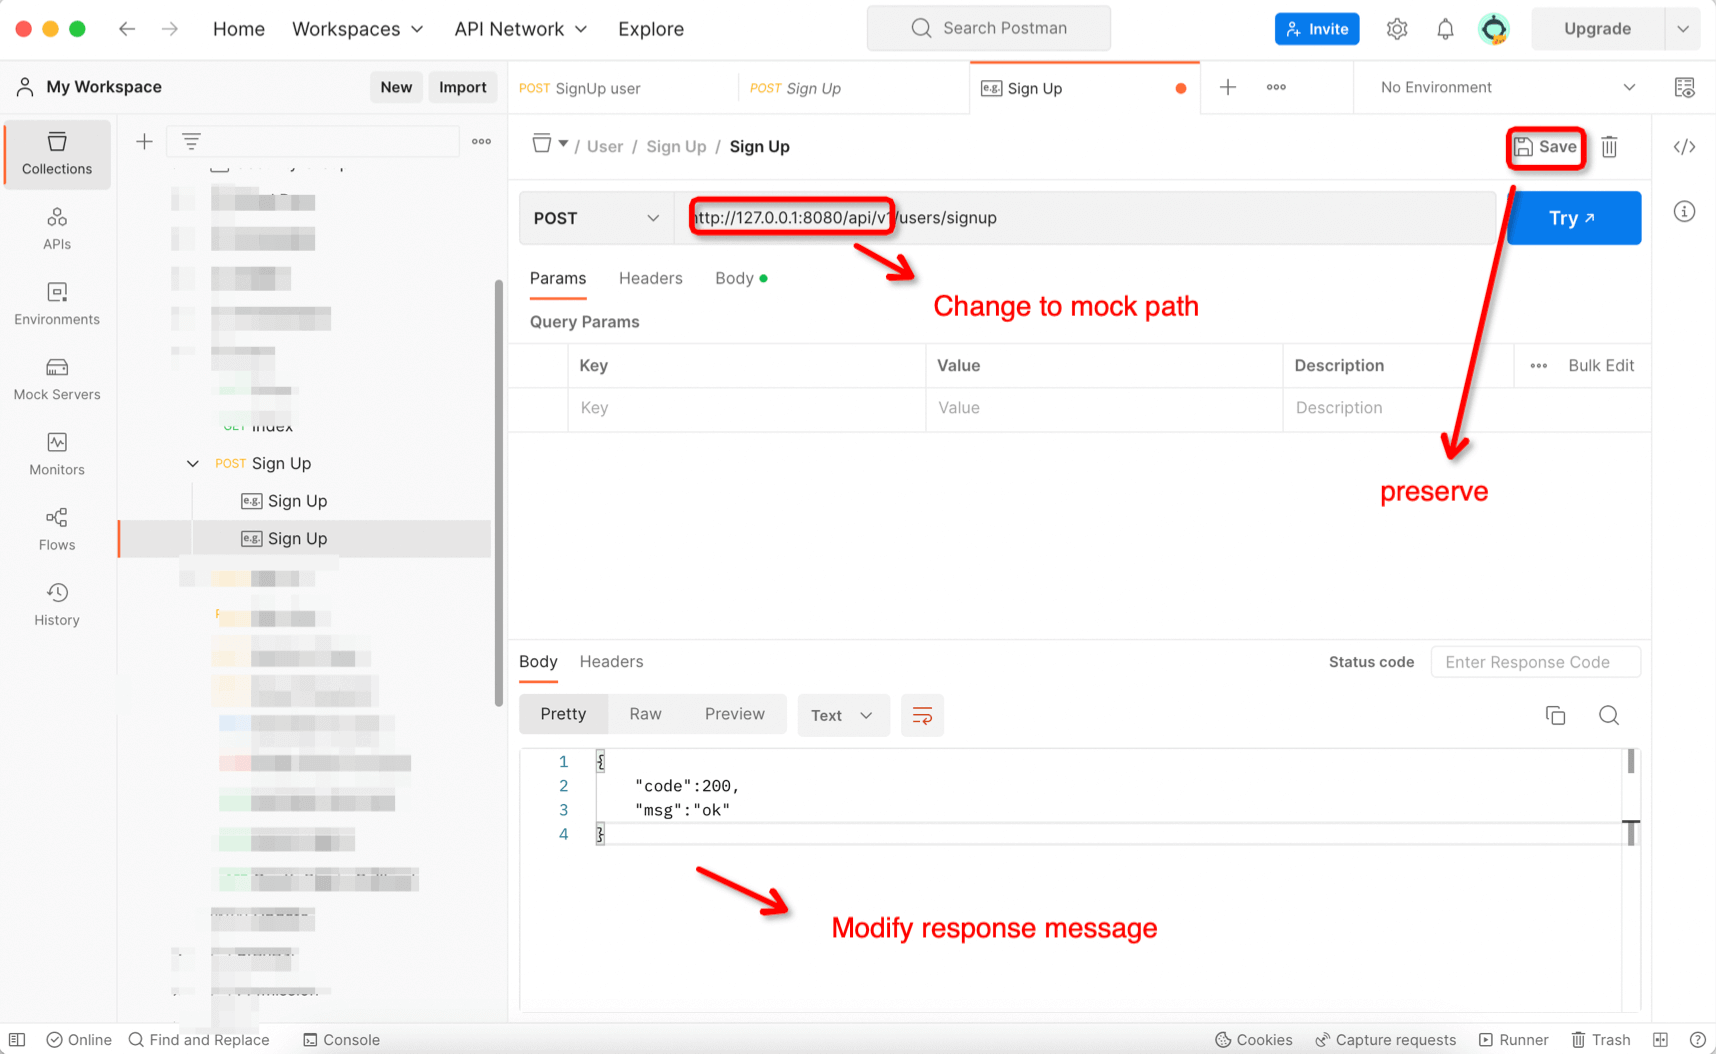 Home Workspaces API Network Explore Search Postman Invite Upgrade
My Workspace New Import POST SignUp user POST Sign Up e.g. Sign Up No Environment
Collections
APIs
Environments
Mock Servers
Monitors
Flows
History
GET Index
POST Sign Up
e.g. Sign Up
e.g. Sign Up
/ User / Sign Up / Sign Up Save
POST http://127.0.0.1:8080/api/v1/users/signup Try
Change to mock path
Params Headers Body
Query Params
Key Value Description Bulk Edit
Key Value Description
preserve
Body Headers Status code Enter Response Code
Pretty Raw Preview Text
1 {
2 "code":200,
3 "msg":"ok"
4 }
Modify response message
Online Find and Replace Console Cookies Capture requests Runner Trash